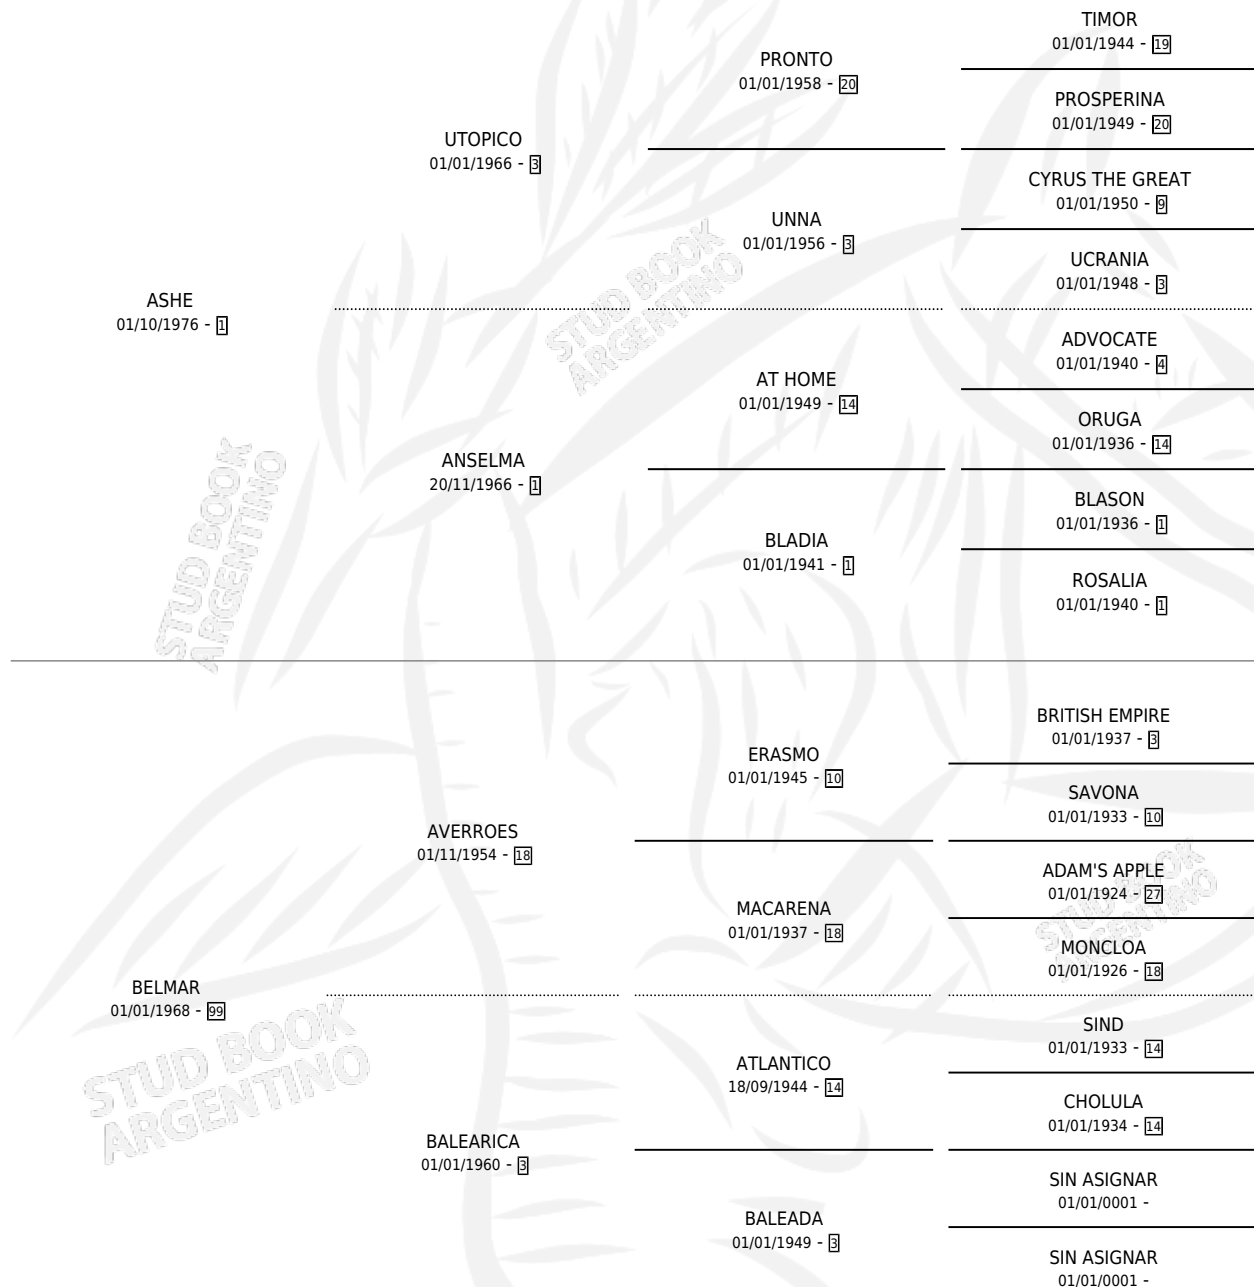 TIMOR
01/01/1944 - 19
PRONTO
01/01/1958 - 20
PROSPERINA
01/01/1949 - 20
UTOPICO
01/01/1966 - 3
CYRUS THE GREAT
01/01/1950 - 9
UNNA
01/01/1956 - 3
UCRANIA
01/01/1948 - 3
ASHE
01/10/1976 - 1
ADVOCATE
01/01/1940 - 4
AT HOME
01/01/1949 - 14
ORUGA
01/01/1936 - 14
ANSELMA
20/11/1966 - 1
BLASON
01/01/1936 - 1
BLADIA
01/01/1941 - 1
ROSALIA
01/01/1940 - 1
STUD BOOK
ARGENTINO
STUD BOOK
ARGENTINO
BRITISH EMPIRE
01/01/1937 - 3
ERASMO
01/01/1945 - 10
SAVONA
01/01/1933 - 10
AVERROES
01/11/1954 - 18
ADAM'S APPLE
01/01/1924 - 27
MACARENA
01/01/1937 - 18
MONCLOA
01/01/1926 - 18
STUD BOOK
ARGENTINO
BELMAR
01/01/1968 - 99
SIND
01/01/1933 - 14
ATLANTICO
18/09/1944 - 14
CHOLULA
01/01/1934 - 14
BALEARICA
01/01/1960 - 3
SIN ASIGNAR
01/01/0001 -
BALEADA
01/01/1949 - 3
SIN ASIGNAR
01/01/0001 -
STUD BOOK
ARGENTINO